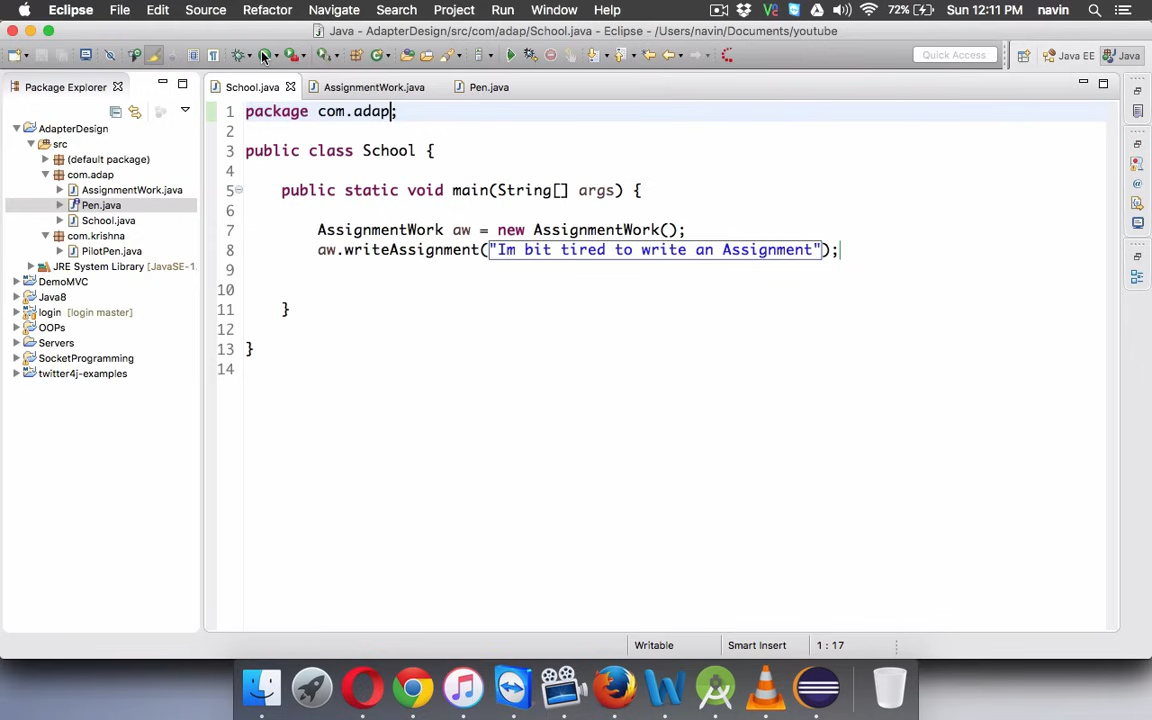 Eclipse File Edit Source Refactor Navigate Search Project Run Window Help 72% Sun 12:11 PM navin
Java - AdapterDesign/src/com/adap/School.java - Eclipse - /Users/navin/Documents/youtube
Quick Access Java EE Java
Package Explorer
AdapterDesign
src
(default package)
com.adap
AssignmentWork.java
Pen.java
School.java
com.krishna
PilotPen.java
JRE System Library [JavaSE-1.
DemoMVC
Java8
login [login master]
OOPs
Servers
SocketProgramming
twitter4j-examples
School.java AssignmentWork.java Pen.java
1 package com.adap;
2
3 public class School {
4
5 public static void main(String[] args) {
6
7 AssignmentWork aw = new AssignmentWork();
8 aw.writeAssignment("Im bit tired to write an Assignment");
9
10
11 }
12
13 }
14
Writable Smart Insert 1 : 17